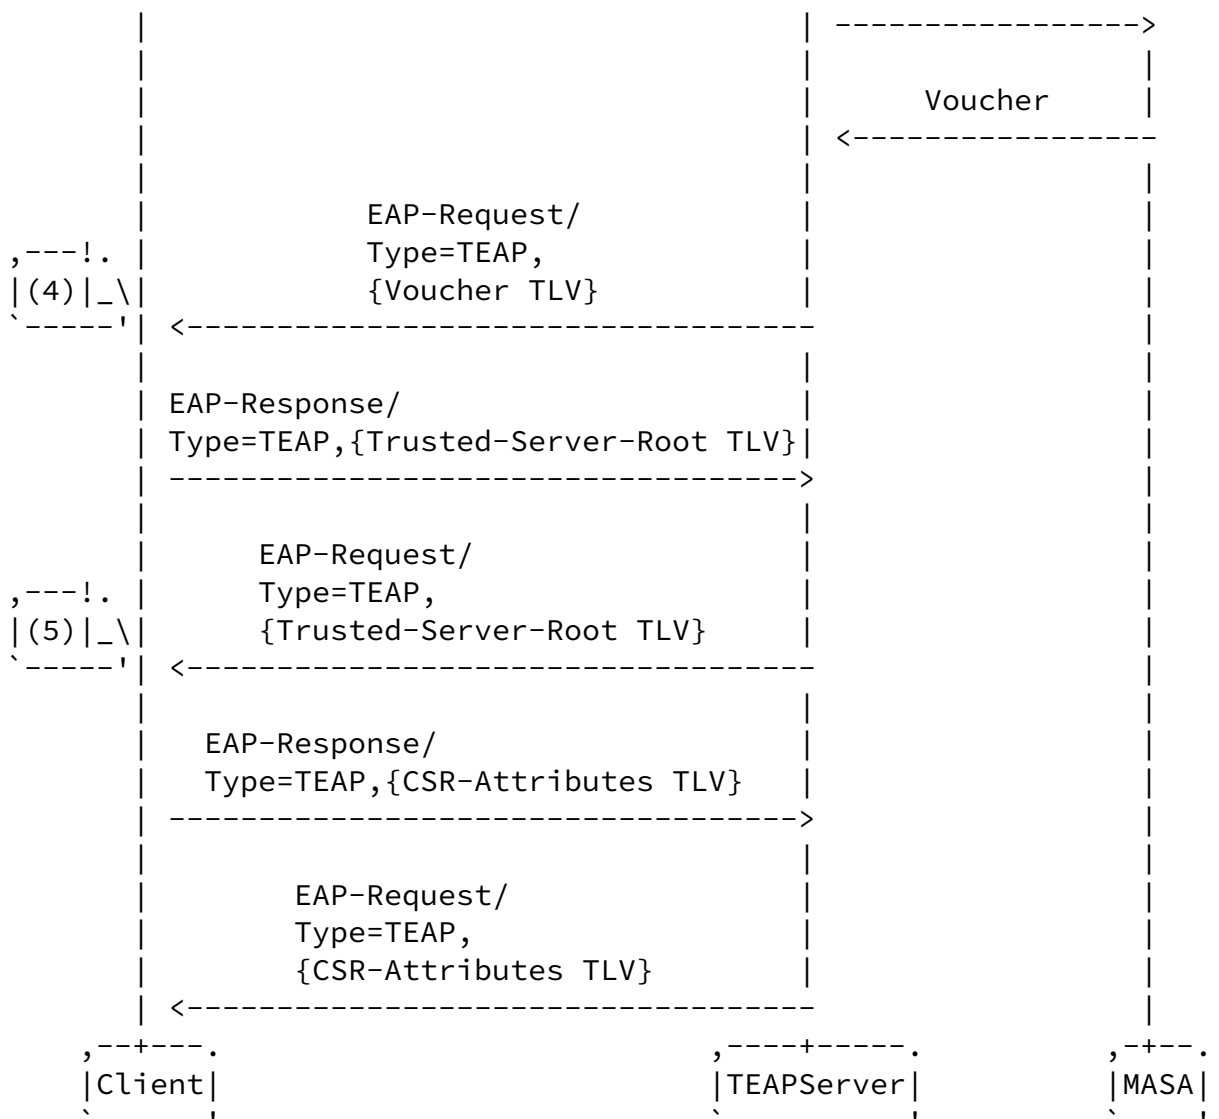 Voucher
EAP-Request/
Type=TEAP,
(4)
{Voucher TLV}
EAP-Response/
Type=TEAP,{Trusted-Server-Root TLV}
EAP-Request/
Type=TEAP,
(5)
{Trusted-Server-Root TLV}
EAP-Response/
Type=TEAP,{CSR-Attributes TLV}
EAP-Request/
Type=TEAP,
{CSR-Attributes TLV}
Client
TEAPServer
MASA